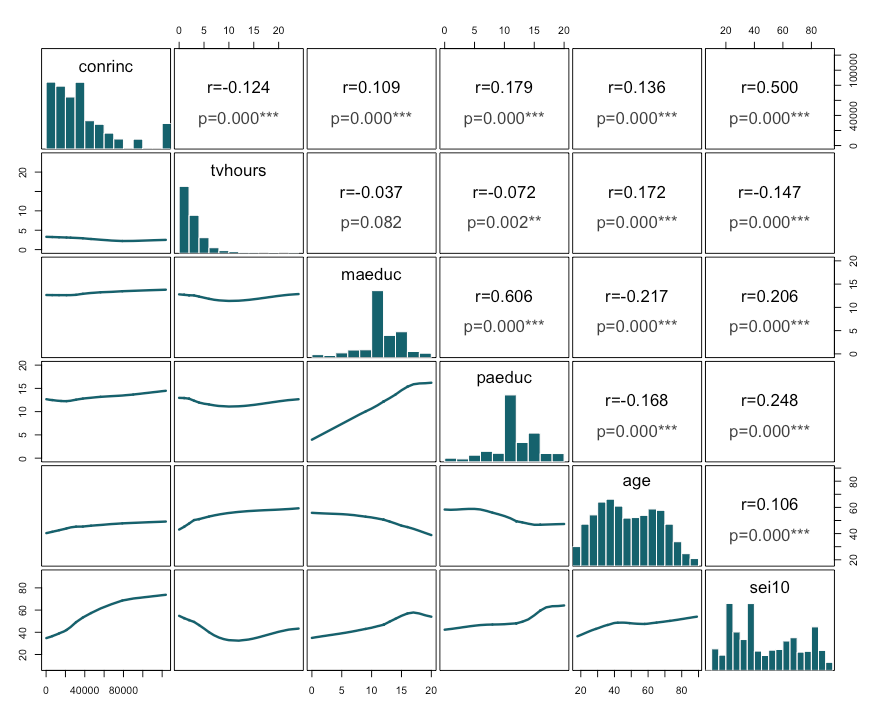 0 5 10 15 20
0 5 10 15 20
20 40 60 80
conrinc
r=-0.124
p=0.000***
r=0.109
p=0.000***
r=0.179
p=0.000***
r=0.136
p=0.000***
r=0.500
p=0.000***
0 40000 100000
0 5 10 20
tvhours
r=-0.037
p=0.082
r=-0.072
p=0.002**
r=0.172
p=0.000***
r=-0.147
p=0.000***
maeduc
r=0.606
p=0.000***
r=-0.217
p=0.000***
r=0.206
p=0.000***
0 5 10 15 20
0 5 10 15 20
paeduc
r=-0.168
p=0.000***
r=0.248
p=0.000***
age
r=0.106
p=0.000***
20 40 60 80
20 40 60 80
sei10
0 40000 80000
0 5 10 15 20
20 40 60 80